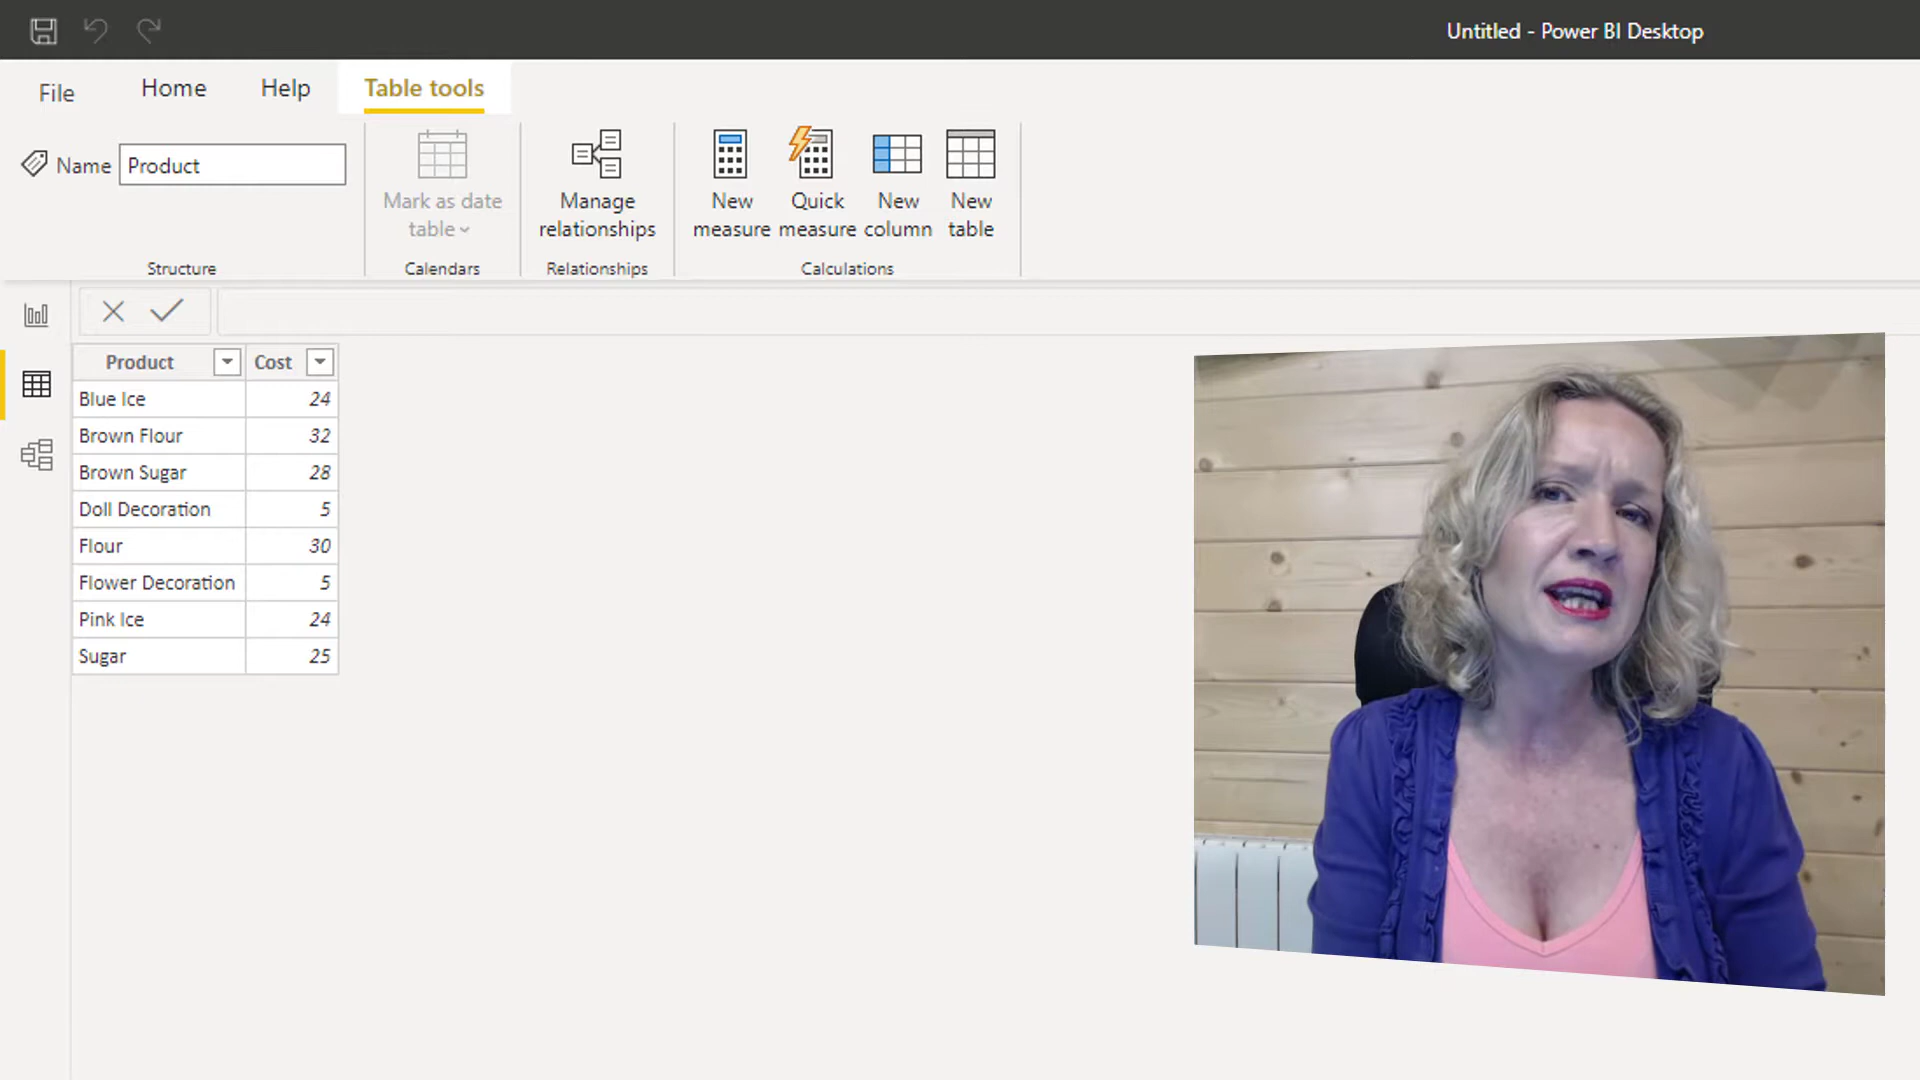 Untitled - Power BI Desktop
File Home Help Table tools
Name Product
Mark as date table
Manage relationships
New measure
Quick measure
New column
New table
Structure Calendars Relationships Calculations
Product Cost
Blue Ice 24
Brown Flour 32
Brown Sugar 28
Doll Decoration 5
Flour 30
Flower Decoration 5
Pink Ice 24
Sugar 25